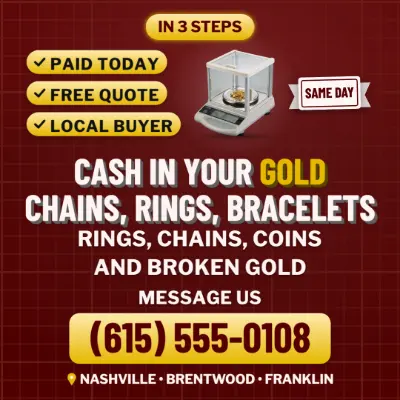 IN 3 STEPS
PAID TODAY
FREE QUOTE
LOCAL BUYER
SAME DAY
CASH IN YOUR GOLD
CHAINS, RINGS, BRACELETS
RINGS, CHAINS, COINS
AND BROKEN GOLD
MESSAGE US
(615) 555-0108
NASHVILLE • BRENTWOOD • FRANKLIN